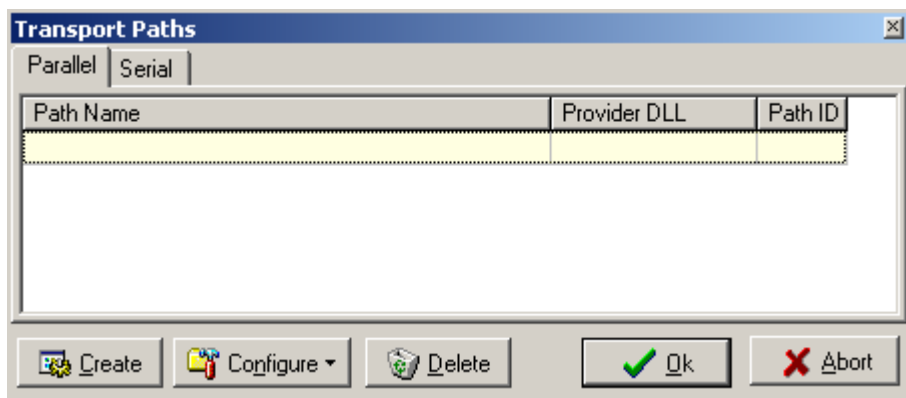 Transport Paths
Parallel Serial
Path Name Provider DLL Path ID
Create Configure Delete Ok Abort